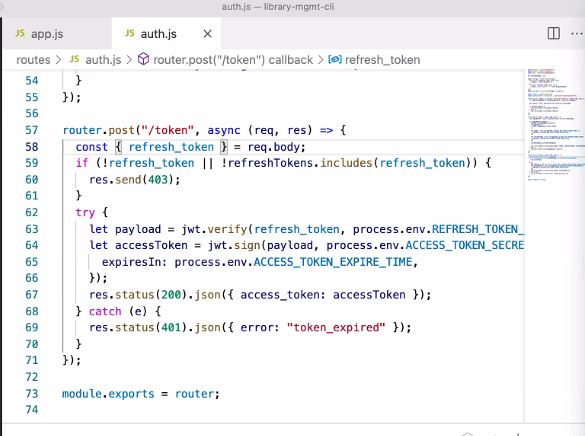 auth.js — library-mgmt-cli
JS app.js
JS auth.js ×
routes > JS auth.js > router.post("/token") callback > refresh_token
54 }
55 });
56
57 router.post("/token", async (req, res) => {
58 const { refresh_token } = req.body;
59 if (!refresh_token || !refreshTokens.includes(refresh_token)) {
60 res.send(403);
61 }
62 try {
63 let payload = jwt.verify(refresh_token, process.env.REFRESH_TOKEN_
64 let accessToken = jwt.sign(payload, process.env.ACCESS_TOKEN_SECRE
65 expiresIn: process.env.ACCESS_TOKEN_EXPIRE_TIME,
66 });
67 res.status(200).json({ access_token: accessToken });
68 } catch (e) {
69 res.status(401).json({ error: "token_expired" });
70 }
71 });
72
73 module.exports = router;
74